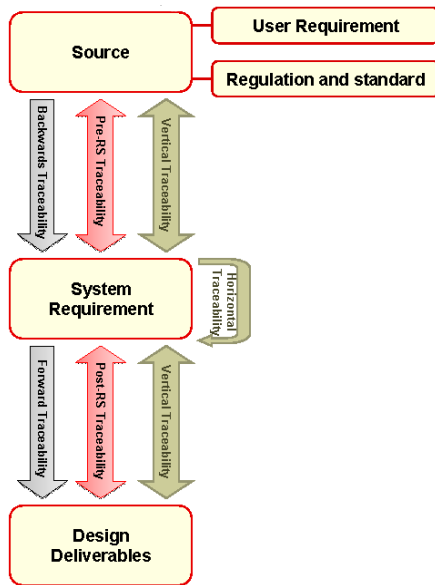 Source
User Requirement
Regulation and standard
Backwards Traceability
Pre-RS Traceability
Vertical Traceability
System
Requirement
Horizontal
Traceability
Forward Traceability
Post-RS Traceability
Vertical Traceability
Design
Deliverables